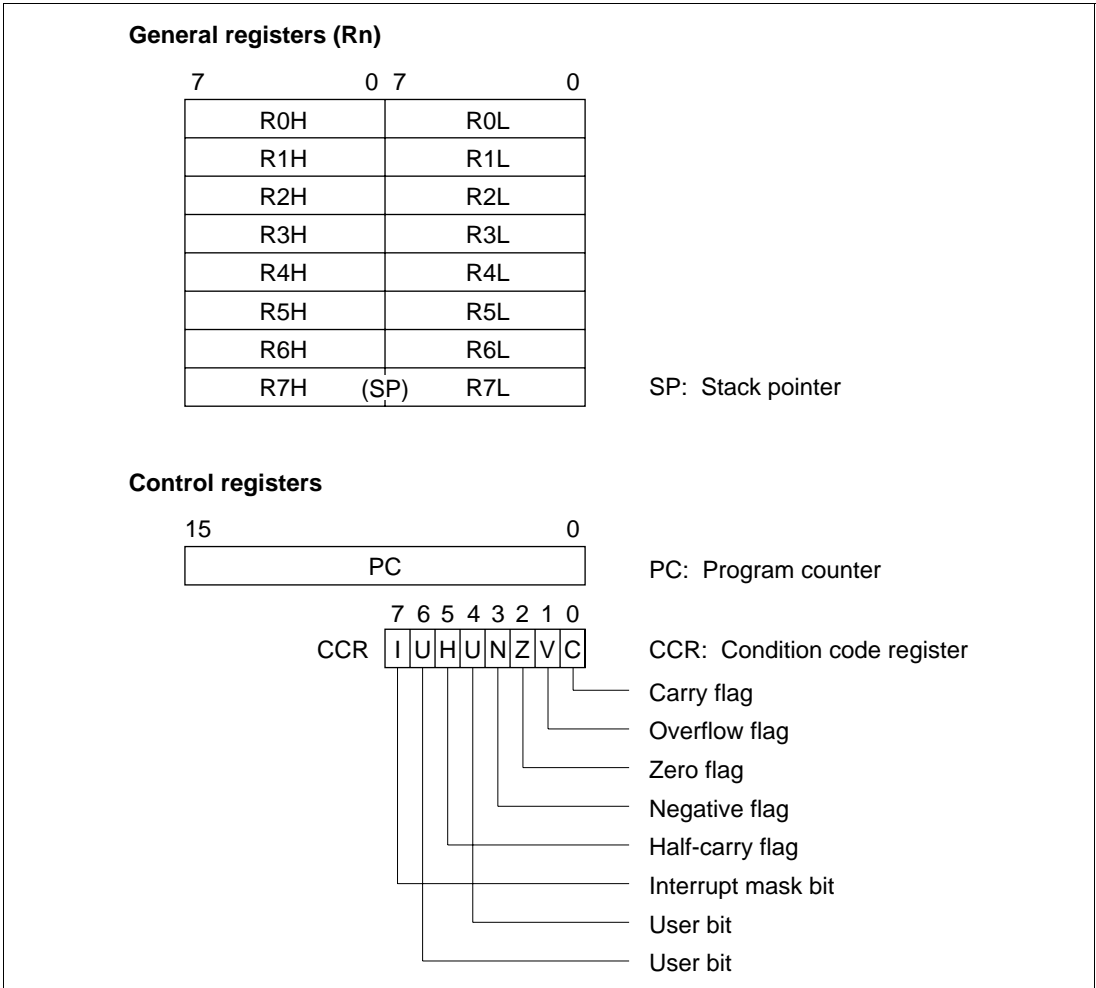 General registers (Rn)
7 0 7 0
R0H R0L
R1H R1L
R2H R2L
R3H R3L
R4H R4L
R5H R5L
R6H R6L
R7H (SP) R7L SP: Stack pointer
Control registers
15 0
PC PC: Program counter
7 6 5 4 3 2 1 0
CCR I U H U N Z V C CCR: Condition code register
Carry flag
Overflow flag
Zero flag
Negative flag
Half-carry flag
Interrupt mask bit
User bit
User bit